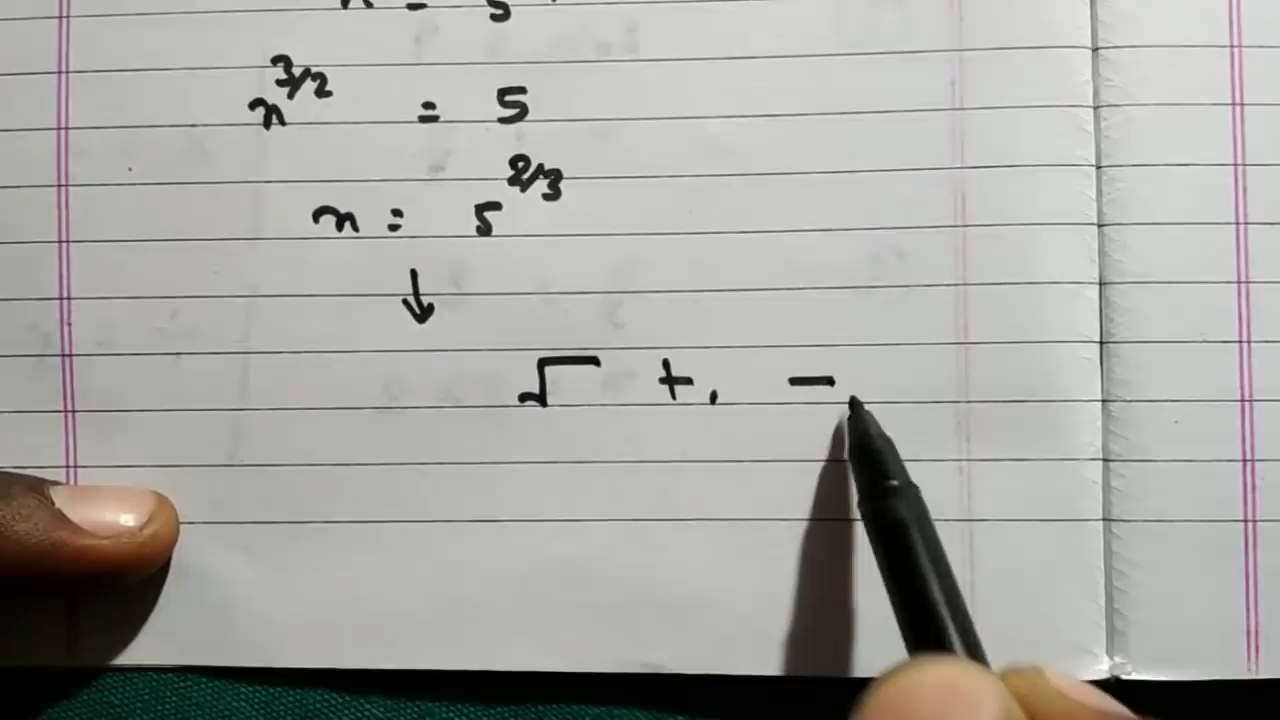 x^{3/2} = 5
x = 5^{2/3}
↓
√ +, -